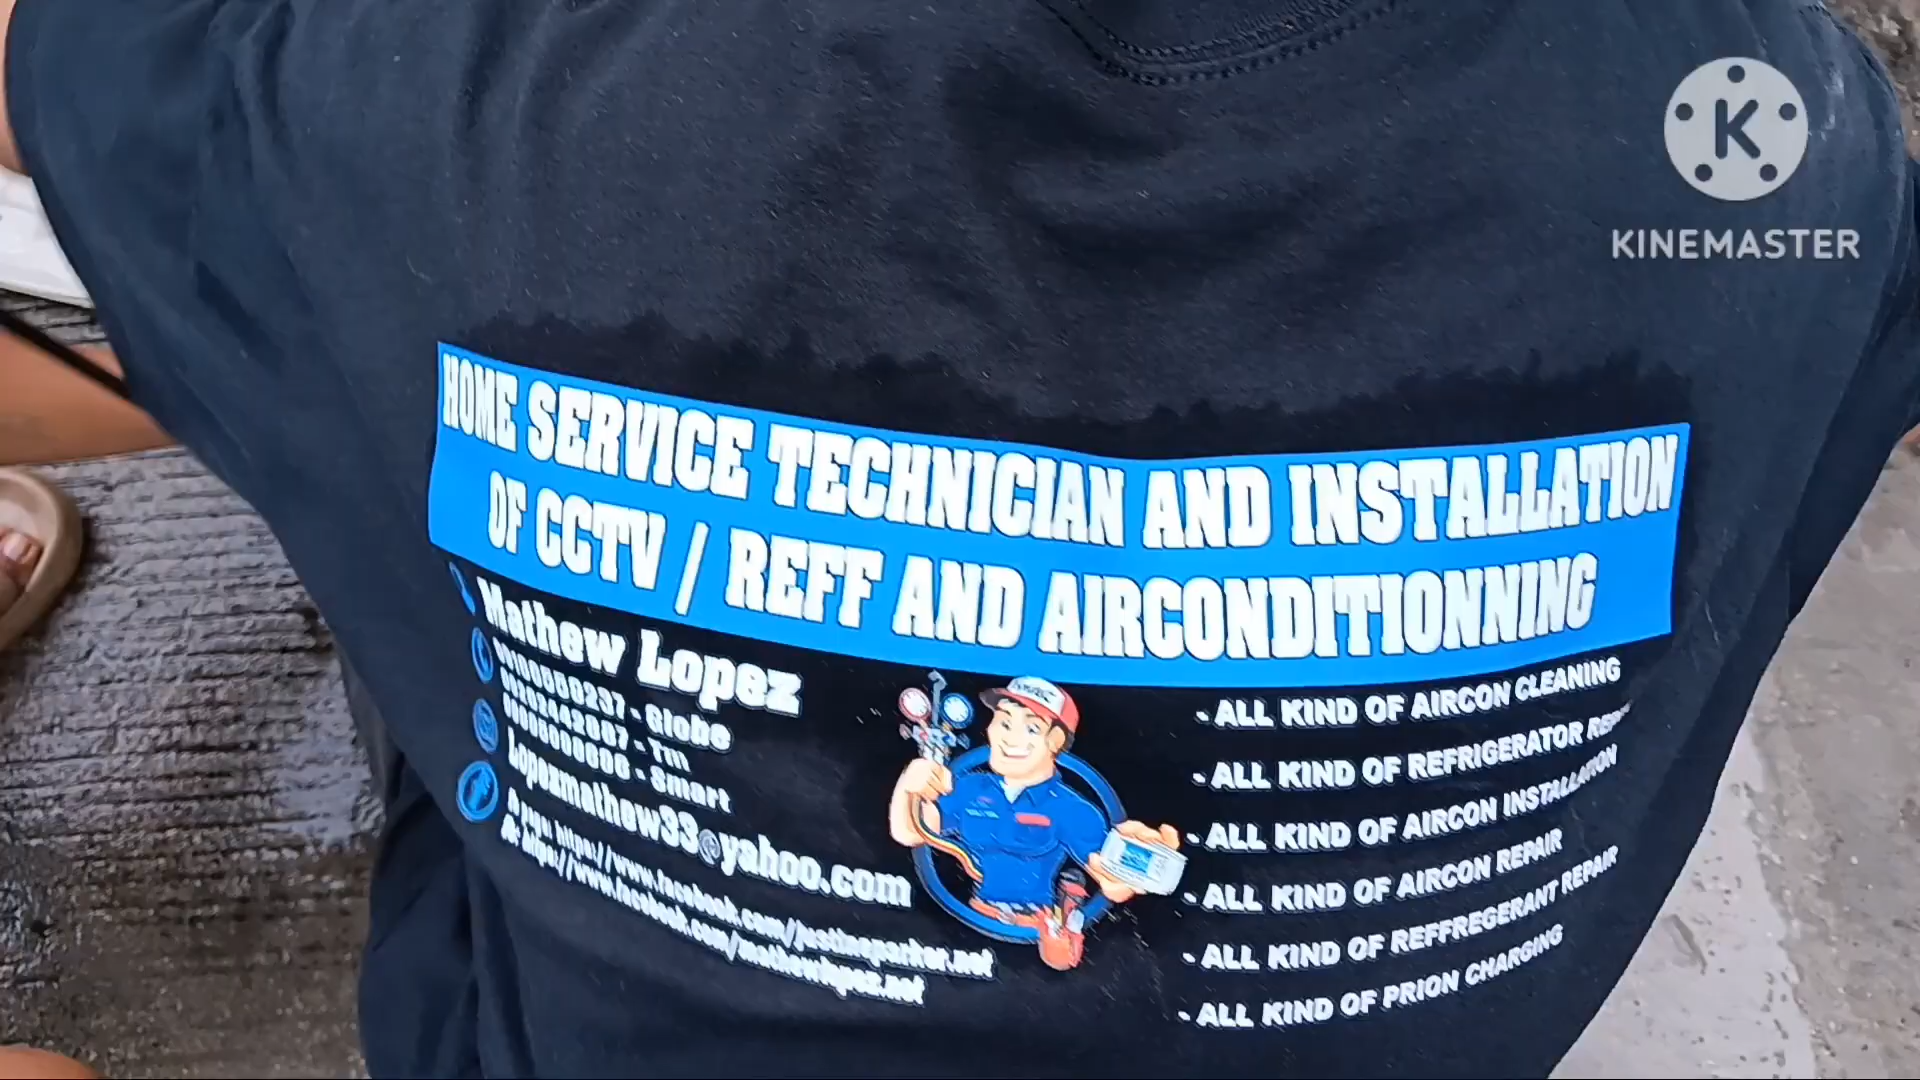 KINEMASTER
HOME SERVICE TECHNICIAN AND INSTALLATION
OF CCTV / REFF AND AIRCONDITIONNING
Mathew Lopez
- Globe
- Tm
- Smart
Lopezmathew33@yahoo.com
https://www.facebook.com/
https://www.facebook.com/mathewlopez.net
- ALL KIND OF AIRCON CLEANING
- ALL KIND OF REFRIGERATOR
- ALL KIND OF AIRCON INSTALLATION
- ALL KIND OF AIRCON REPAIR
- ALL KIND OF REFFREGERANT REPAIR
- ALL KIND OF PRION CHARGING